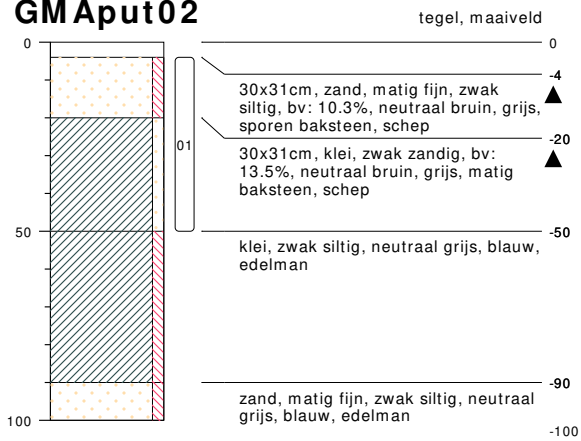 GMAput02
tegel, maaiveld
0
0
-4
30x31cm, zand, matig fijn, zwak
siltig, bv: 10.3%, neutraal bruin, grijs,
sporen baksteen, schep
-20
30x31cm, klei, zwak zandig, bv:
13.5%, neutraal bruin, grijs, matig
baksteen, schep
01
50
-50
klei, zwak siltig, neutraal grijs, blauw,
edelman
-90
zand, matig fijn, zwak siltig, neutraal
grijs, blauw, edelman
100
-100